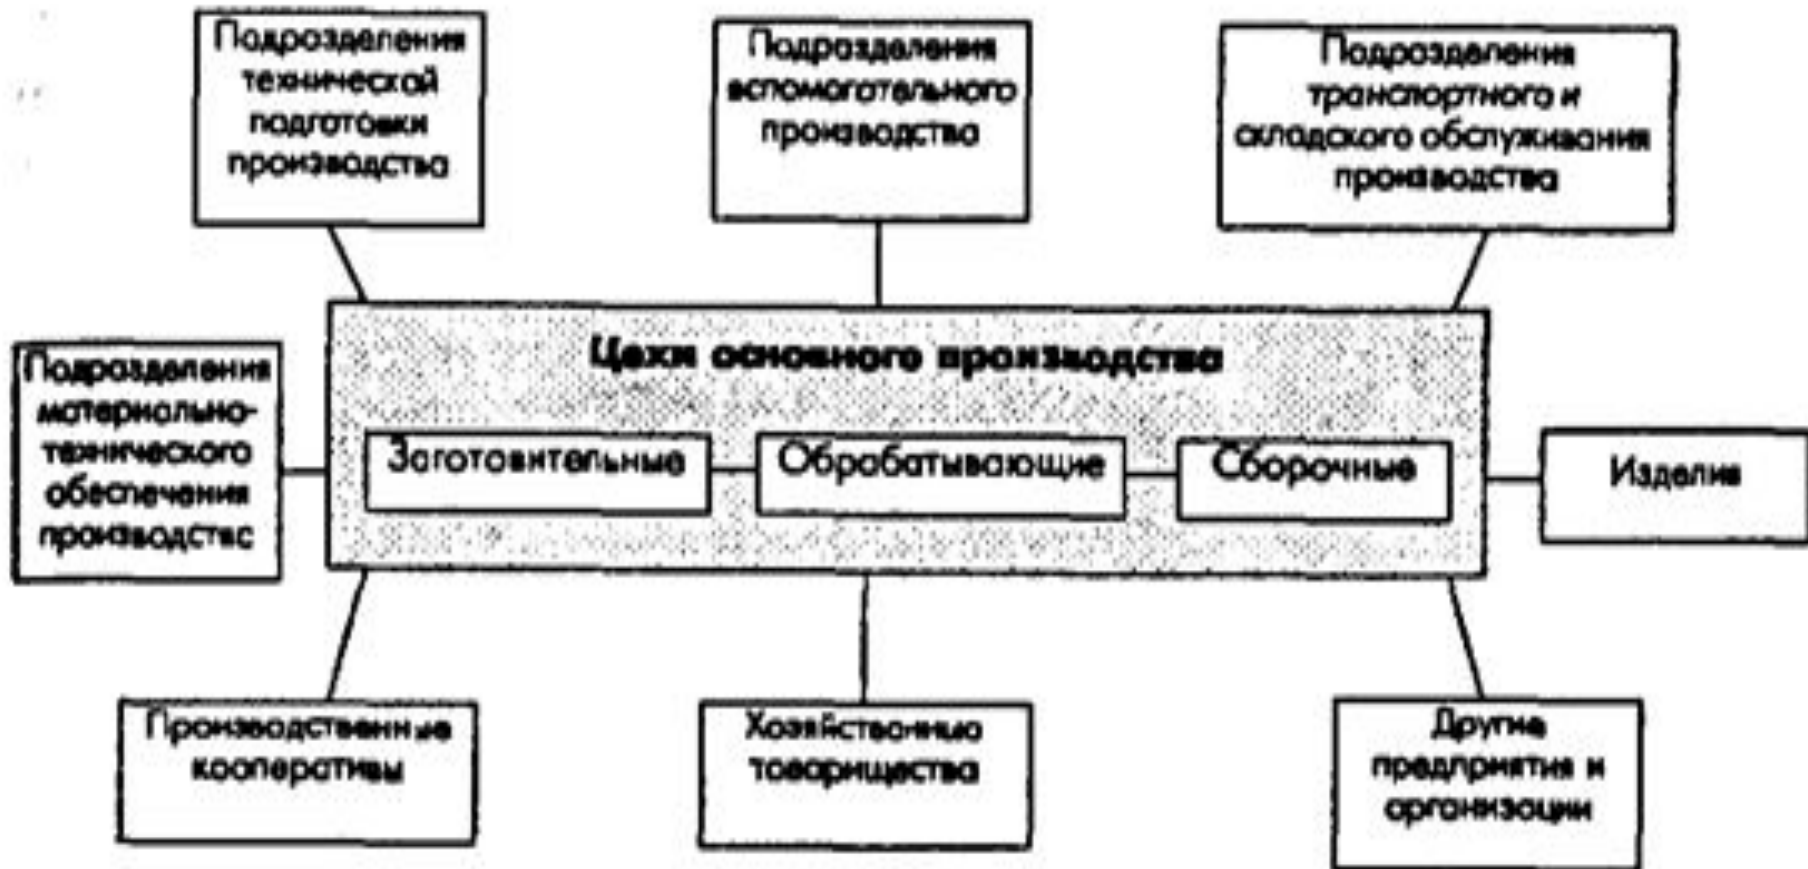 Подразделения
технической
подготовки
производства
Подразделения
вспомогательного
производства
Подразделения
транспортного и
складского обслуживания
производства
Цехи основного производства
Подразделения
материально-
технического
обеспечения
производства
Заготовительные
Обрабатывающие
Сборочные
Изделия
Производственные
кооперативы
Хозяйственные
товарищества
Другие
предприятия и
организации